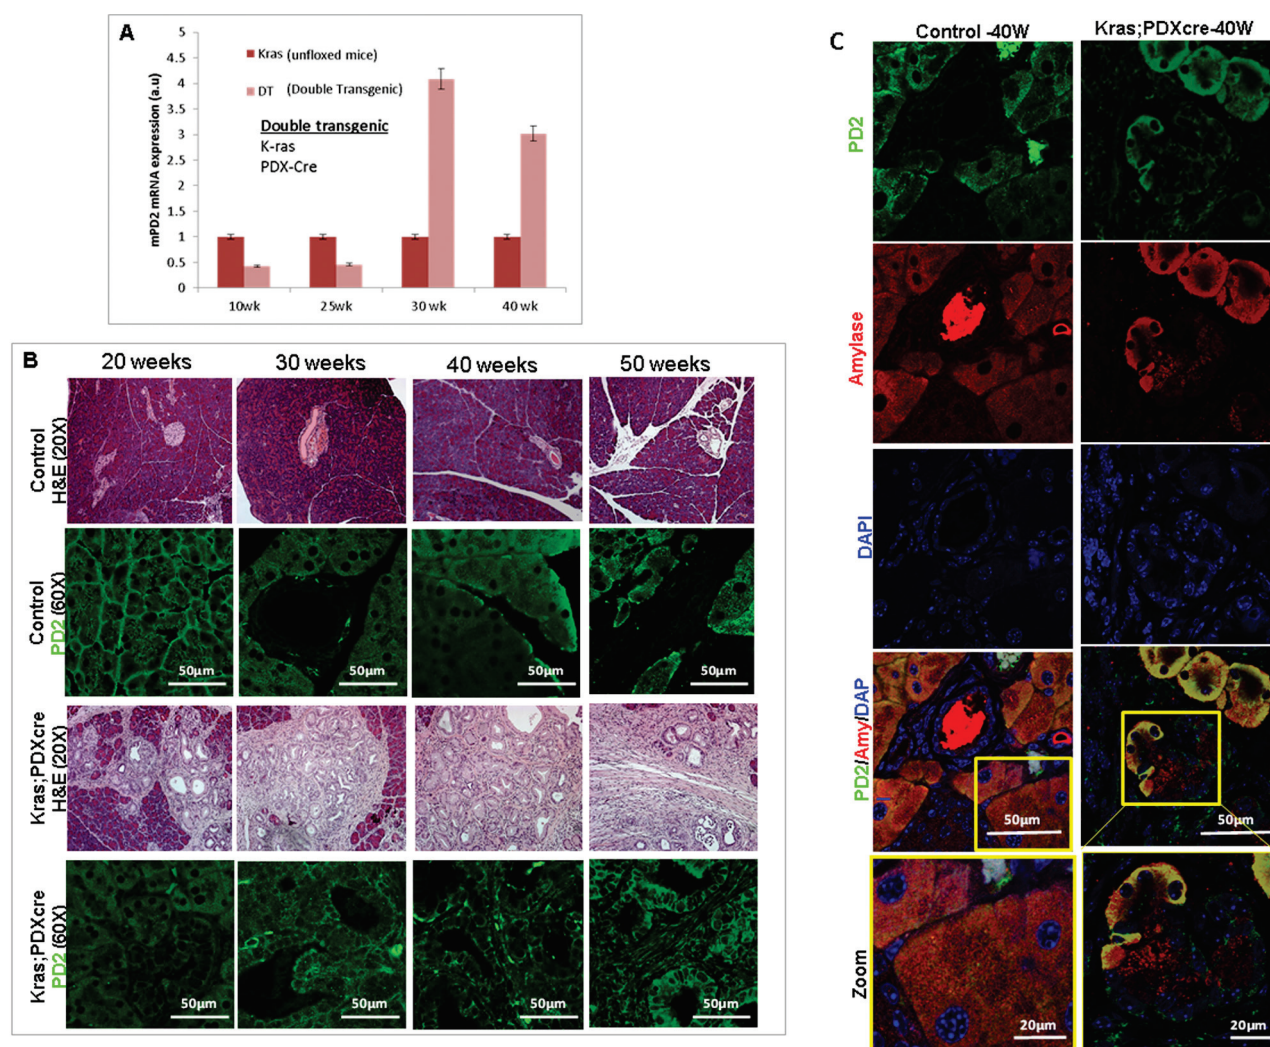 A
5
4.5
4
3.5
3
2.5
2
1.5
1
0.5
0
mPD2 mRNA expression (a.u)
Kras (unfloxed mice)
DT (Double Transgenic)
Double transgenic
K-ras
PDX-Cre
10wk
25wk
30 wk
40 wk
B
20 weeks
30 weeks
40 weeks
50 weeks
Control
H&E (20X)
Control
PD2 (60X)
50µm
50µm
50µm
50µm
Kras;PDXcre
H&E (20X)
Kras;PDXcre
PD2 (60X)
50µm
50µm
50µm
50µm
C
Control -40W
Kras;PDXcre-40W
PD2
Amylase
DAPI
PD2/Amy/DAP
50µm
50µm
Zoom
20µm
20µm